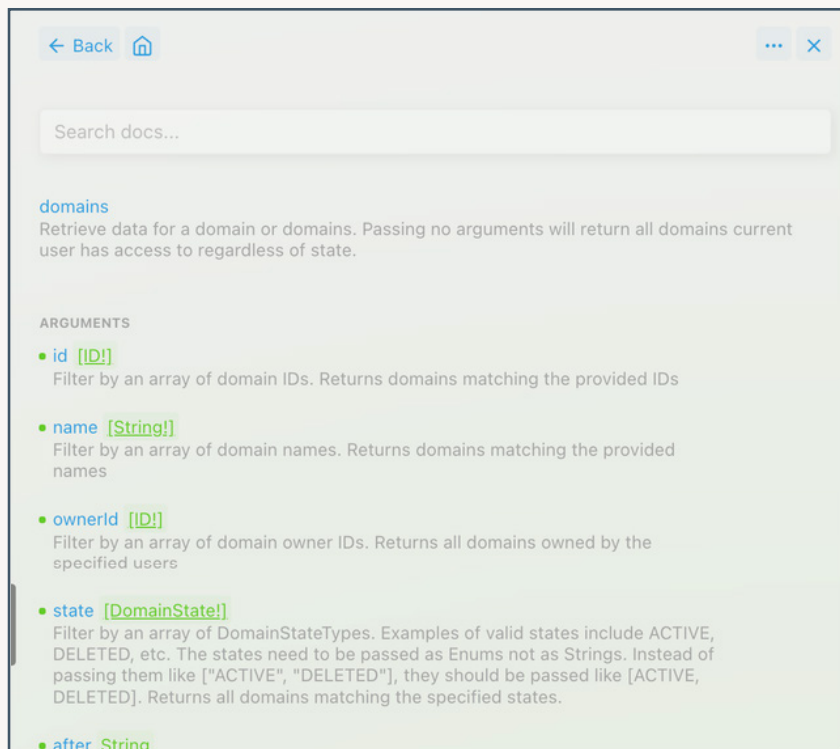 ← Back
Search docs...
domains
Retrieve data for a domain or domains. Passing no arguments will return all domains current
user has access to regardless of state.
ARGUMENTS
id [ID!]
Filter by an array of domain IDs. Returns domains matching the provided IDs
name [String!]
Filter by an array of domain names. Returns domains matching the provided
names
ownerId [ID!]
Filter by an array of domain owner IDs. Returns all domains owned by the
specified users
state [DomainState!]
Filter by an array of DomainStateTypes. Examples of valid states include ACTIVE,
DELETED, etc. The states need to be passed as Enums not as Strings. Instead of
passing them like ["ACTIVE", "DELETED"], they should be passed like [ACTIVE,
DELETED]. Returns all domains matching the specified states.
after String